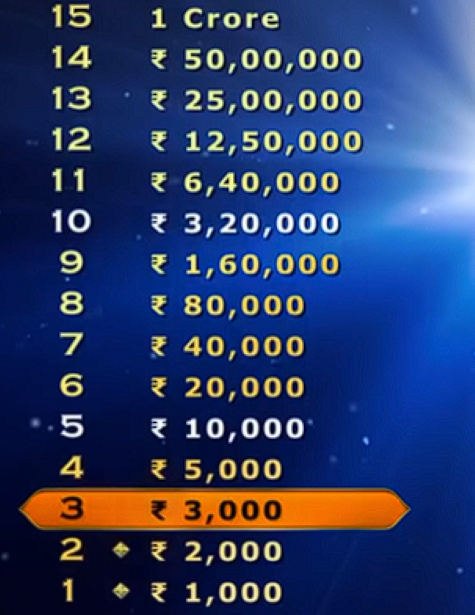 15 1 Crore
14 ₹ 50,00,000
13 ₹ 25,00,000
12 ₹ 12,50,000
11 ₹ 6,40,000
10 ₹ 3,20,000
9 ₹ 1,60,000
8 ₹ 80,000
7 ₹ 40,000
6 ₹ 20,000
5 ₹ 10,000
4 ₹ 5,000
3 ₹ 3,000
2 ₹ 2,000
1 ₹ 1,000